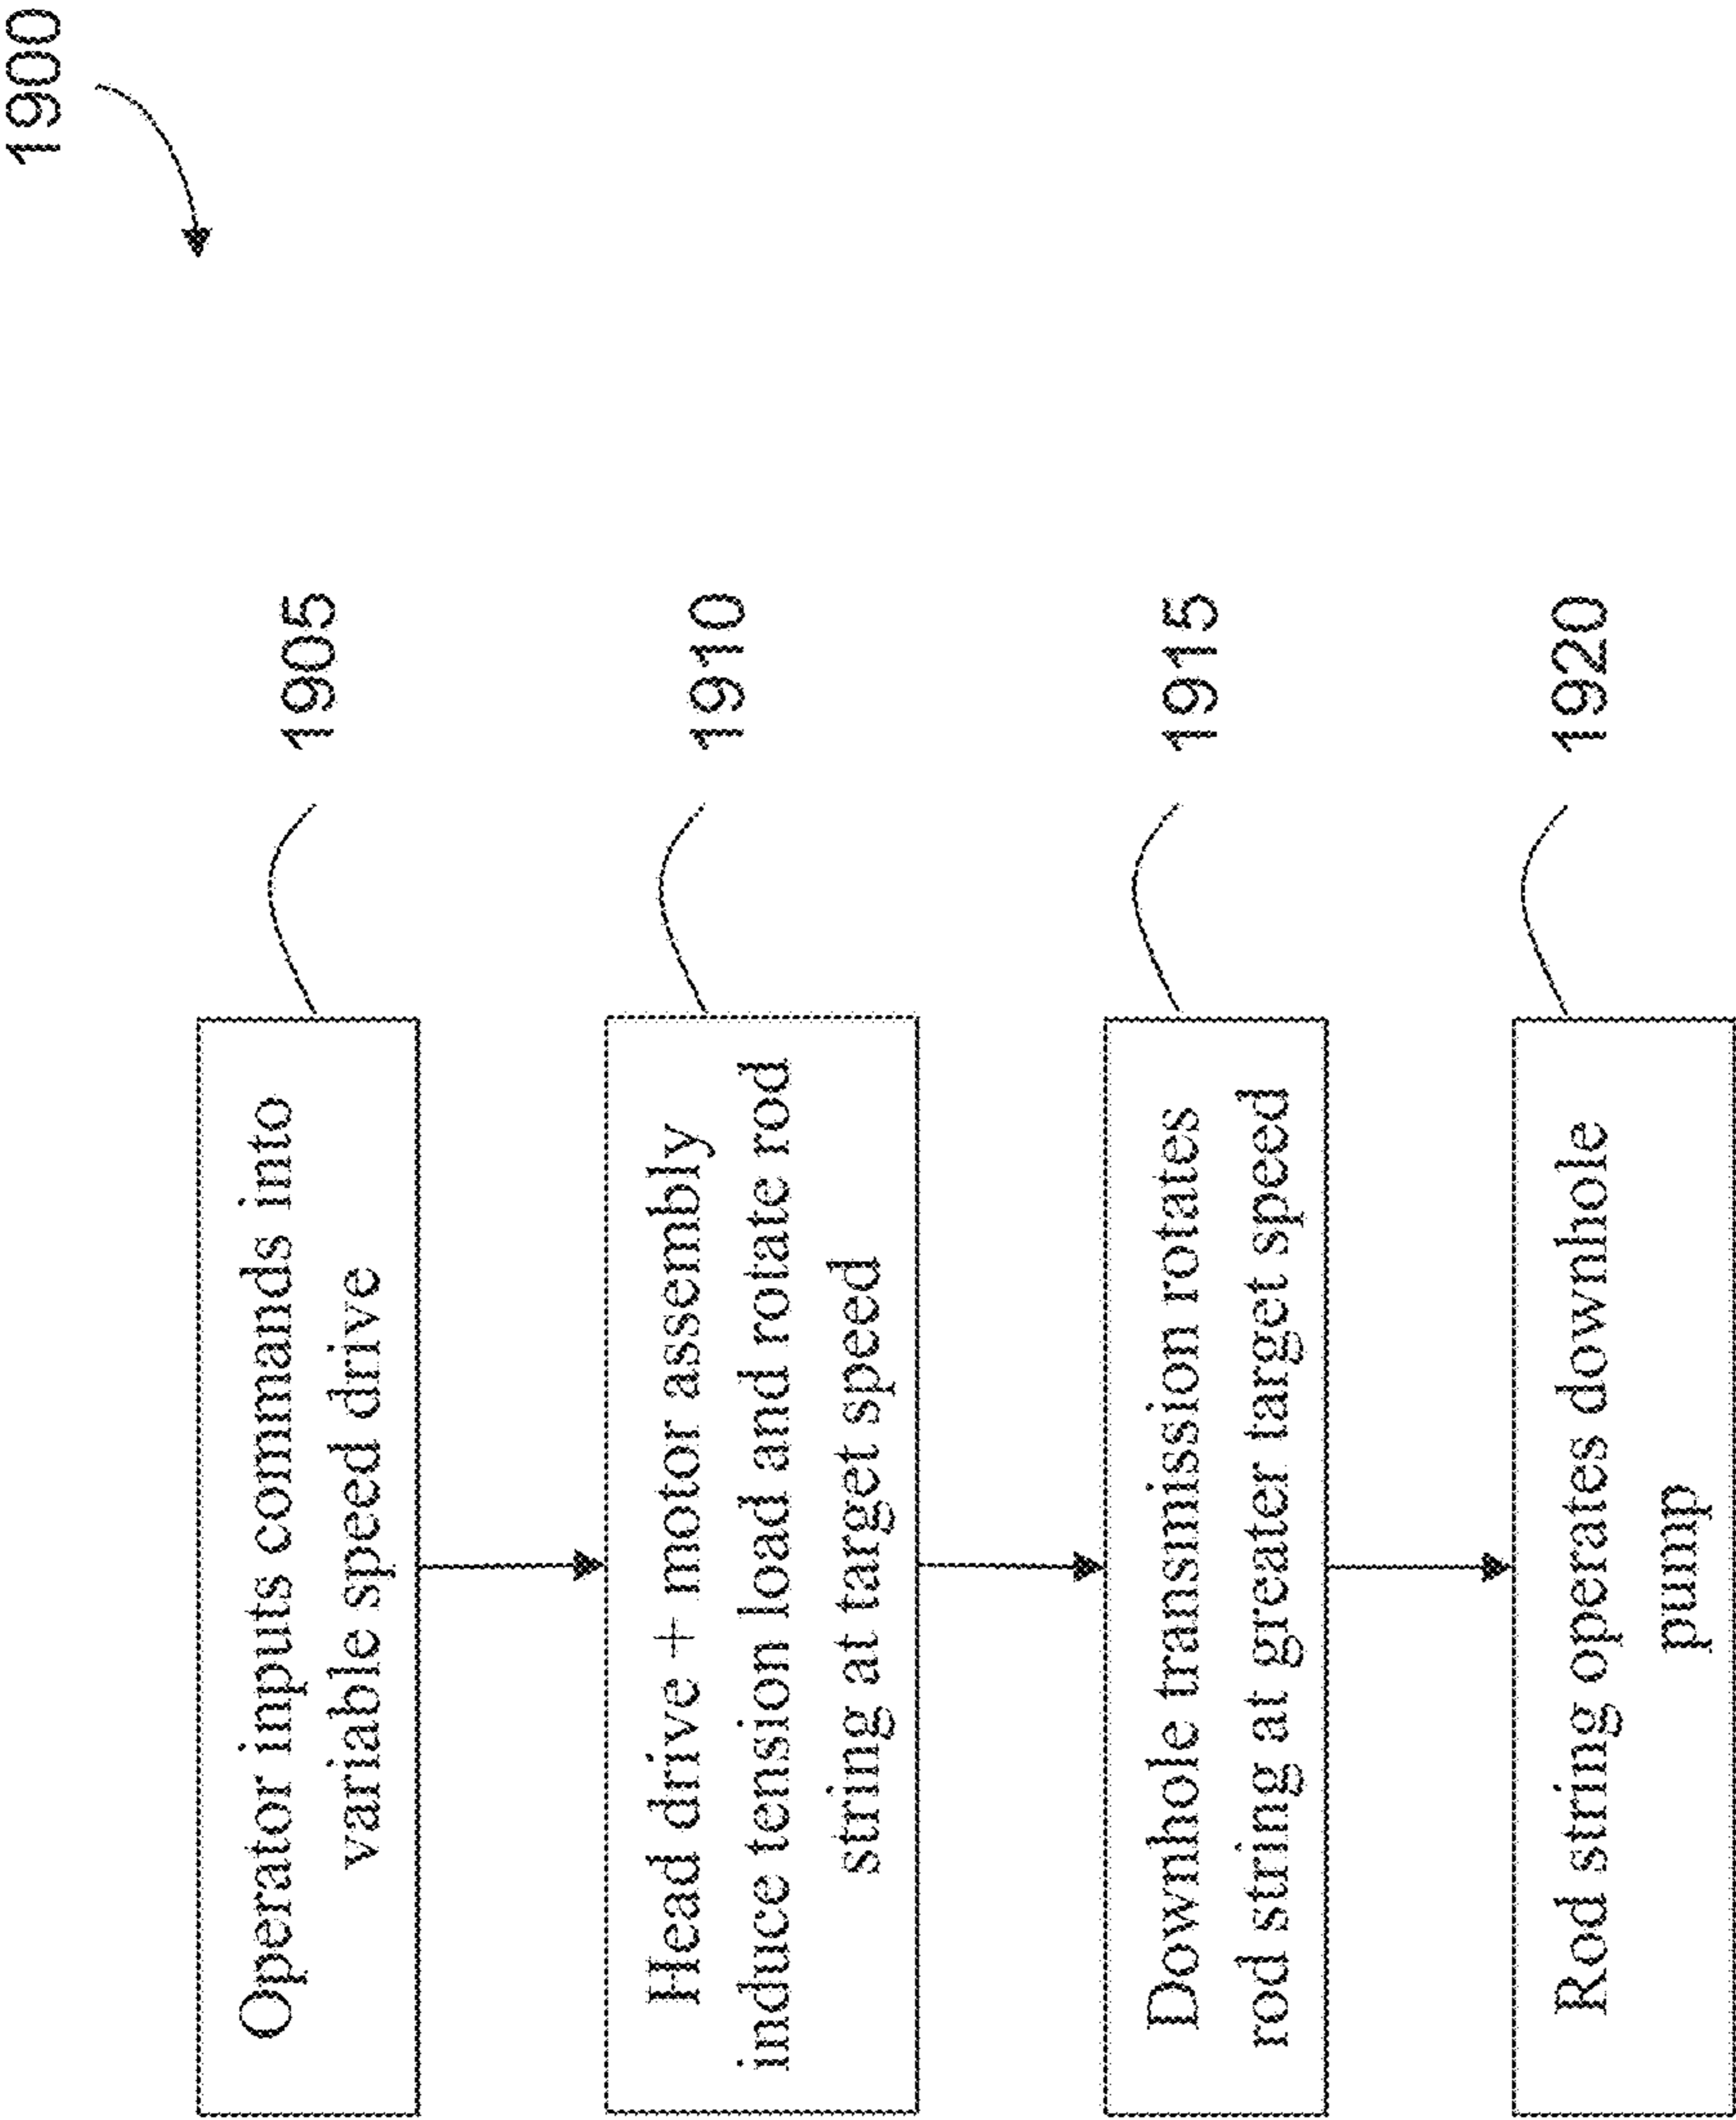 1900
Operator inputs commands into
variable speed drive
1905
Head drive + motor assembly
induce tension load and rotate rod
string at target speed
1910
Downhole transmission rotates
rod string at greater target speed
1915
Rod string operates downhole
pump
1920